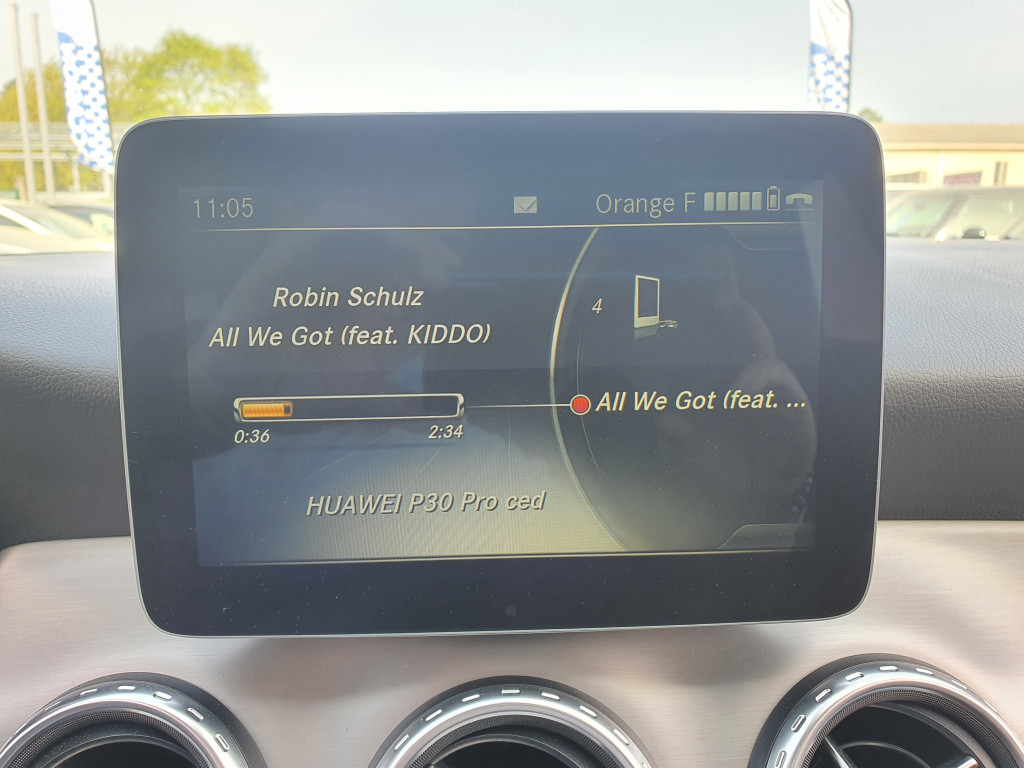 11:05
Orange F
Robin Schulz
All We Got (feat. KIDDO)
4
All We Got (feat. ...
0:36
2:34
HUAWEI P30 Pro ced